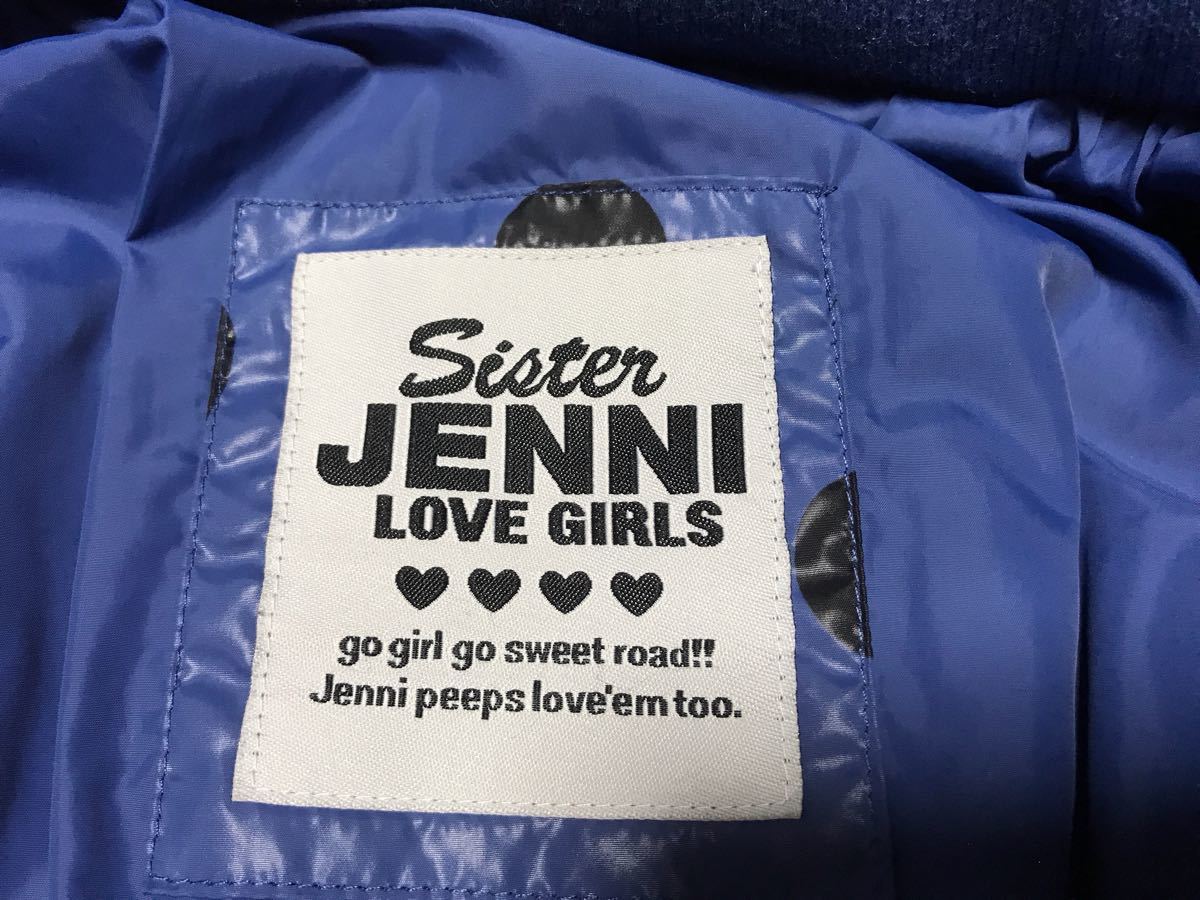 Sister
JENNI
LOVE GIRLS
go girl go sweet road!!
Jenni peeps love'em too.